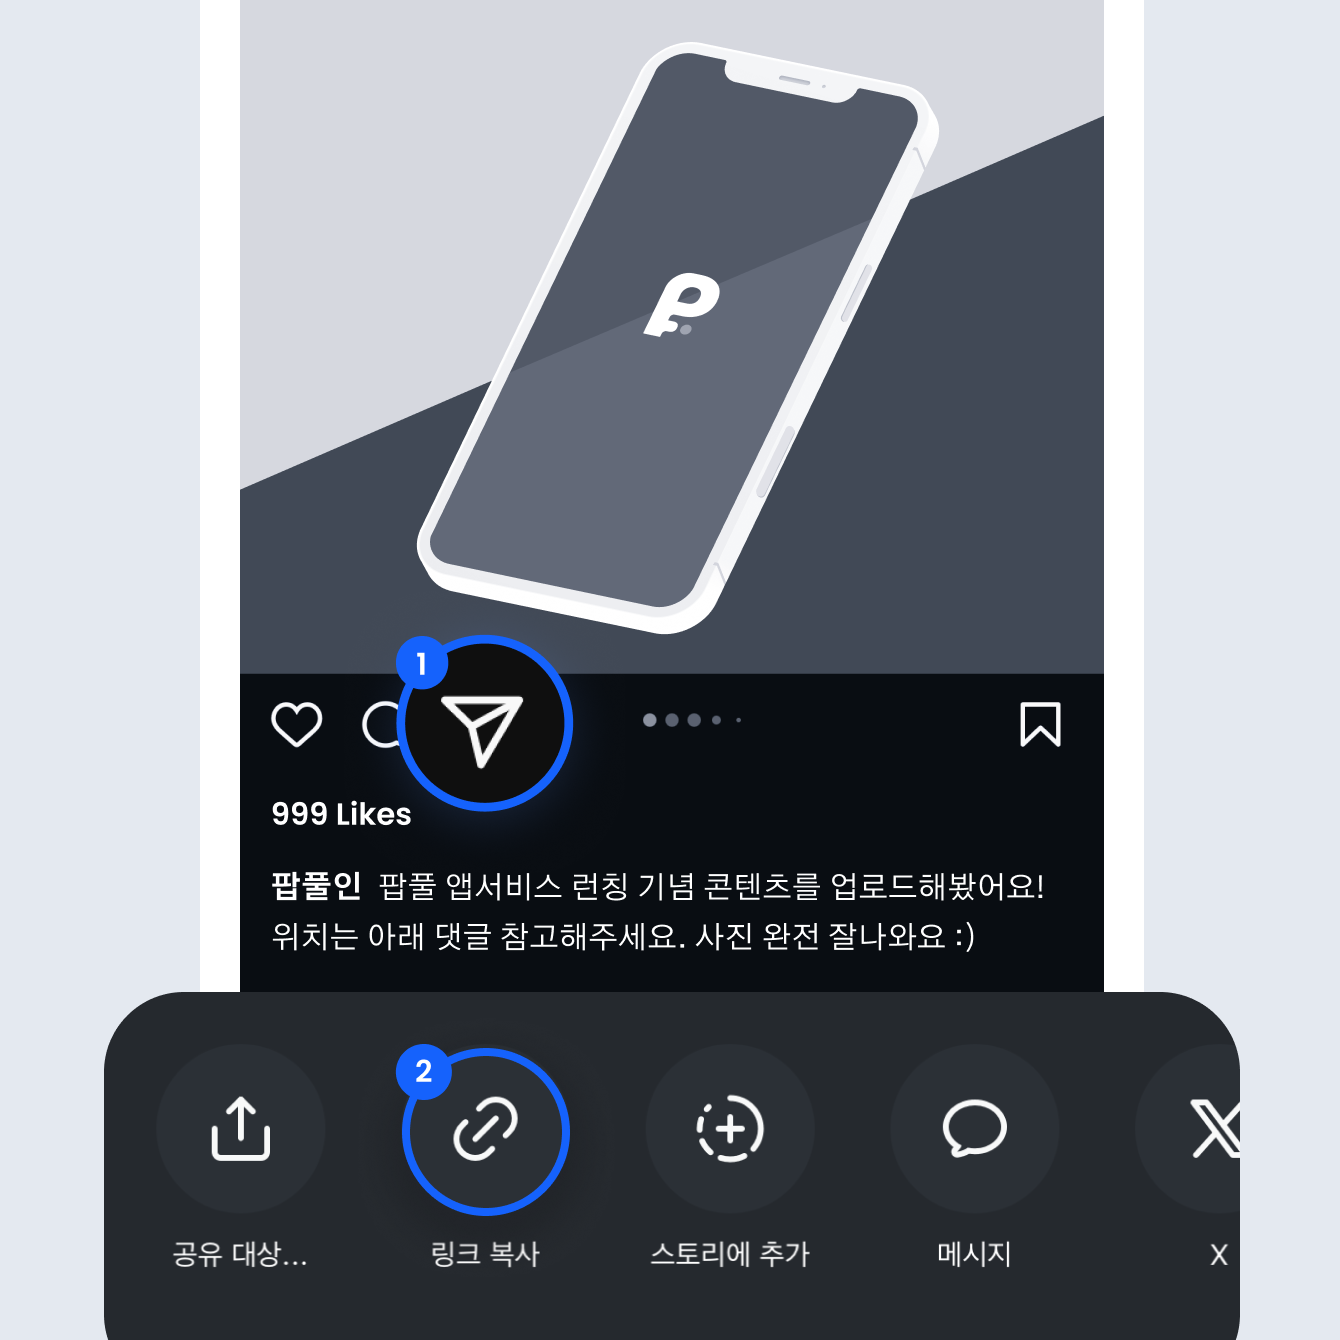 1
999 Likes
팝풀인 팝풀 앱서비스 런칭 기념 콘텐츠를 업로드해봤어요!
위치는 아래 댓글 참고해주세요. 사진 완전 잘나와요 :)
2
공유 대상... 링크 복사 스토리에 추가 메시지 X